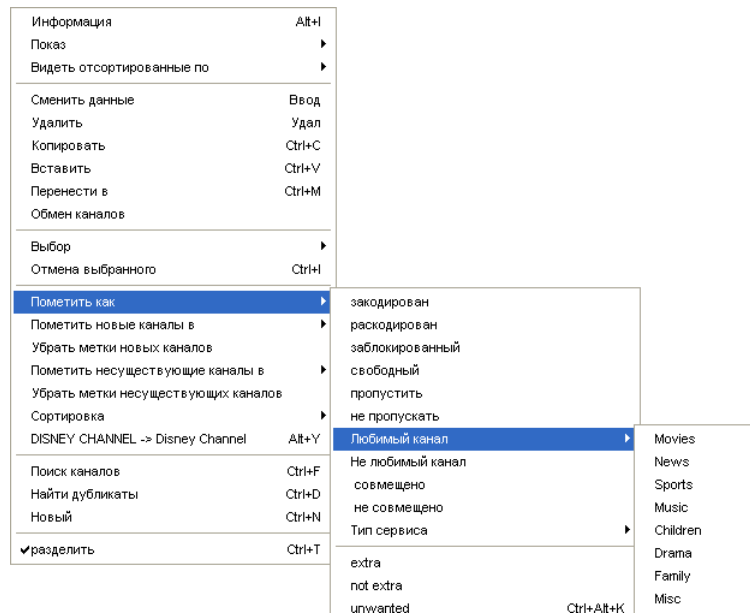 Информация Alt+I
Показ
Видеть отсортированные по
Сменить данные Ввод
Удалить Удал
Копировать Ctrl+C
Вставить Ctrl+V
Перенести в Ctrl+M
Обмен каналов
Выбор
Отмена выбранного Ctrl+I
Пометить как
Пометить новые каналы в
Убрать метки новых каналов
Пометить несуществующие каналы в
Убрать метки несуществующих каналов
Сортировка
DISNEY CHANNEL -> Disney Channel Alt+Y
Поиск каналов Ctrl+F
Найти дубликаты Ctrl+D
Новый Ctrl+N
разделить Ctrl+T
закодирован
раскодирован
заблокированный
свободный
пропустить
не пропускать
Любимый канал
Не любимый канал
совмещено
не совмещено
Тип сервиса
extra
not extra
unwanted Ctrl+Alt+K
Movies
News
Sports
Music
Children
Drama
Family
Misc